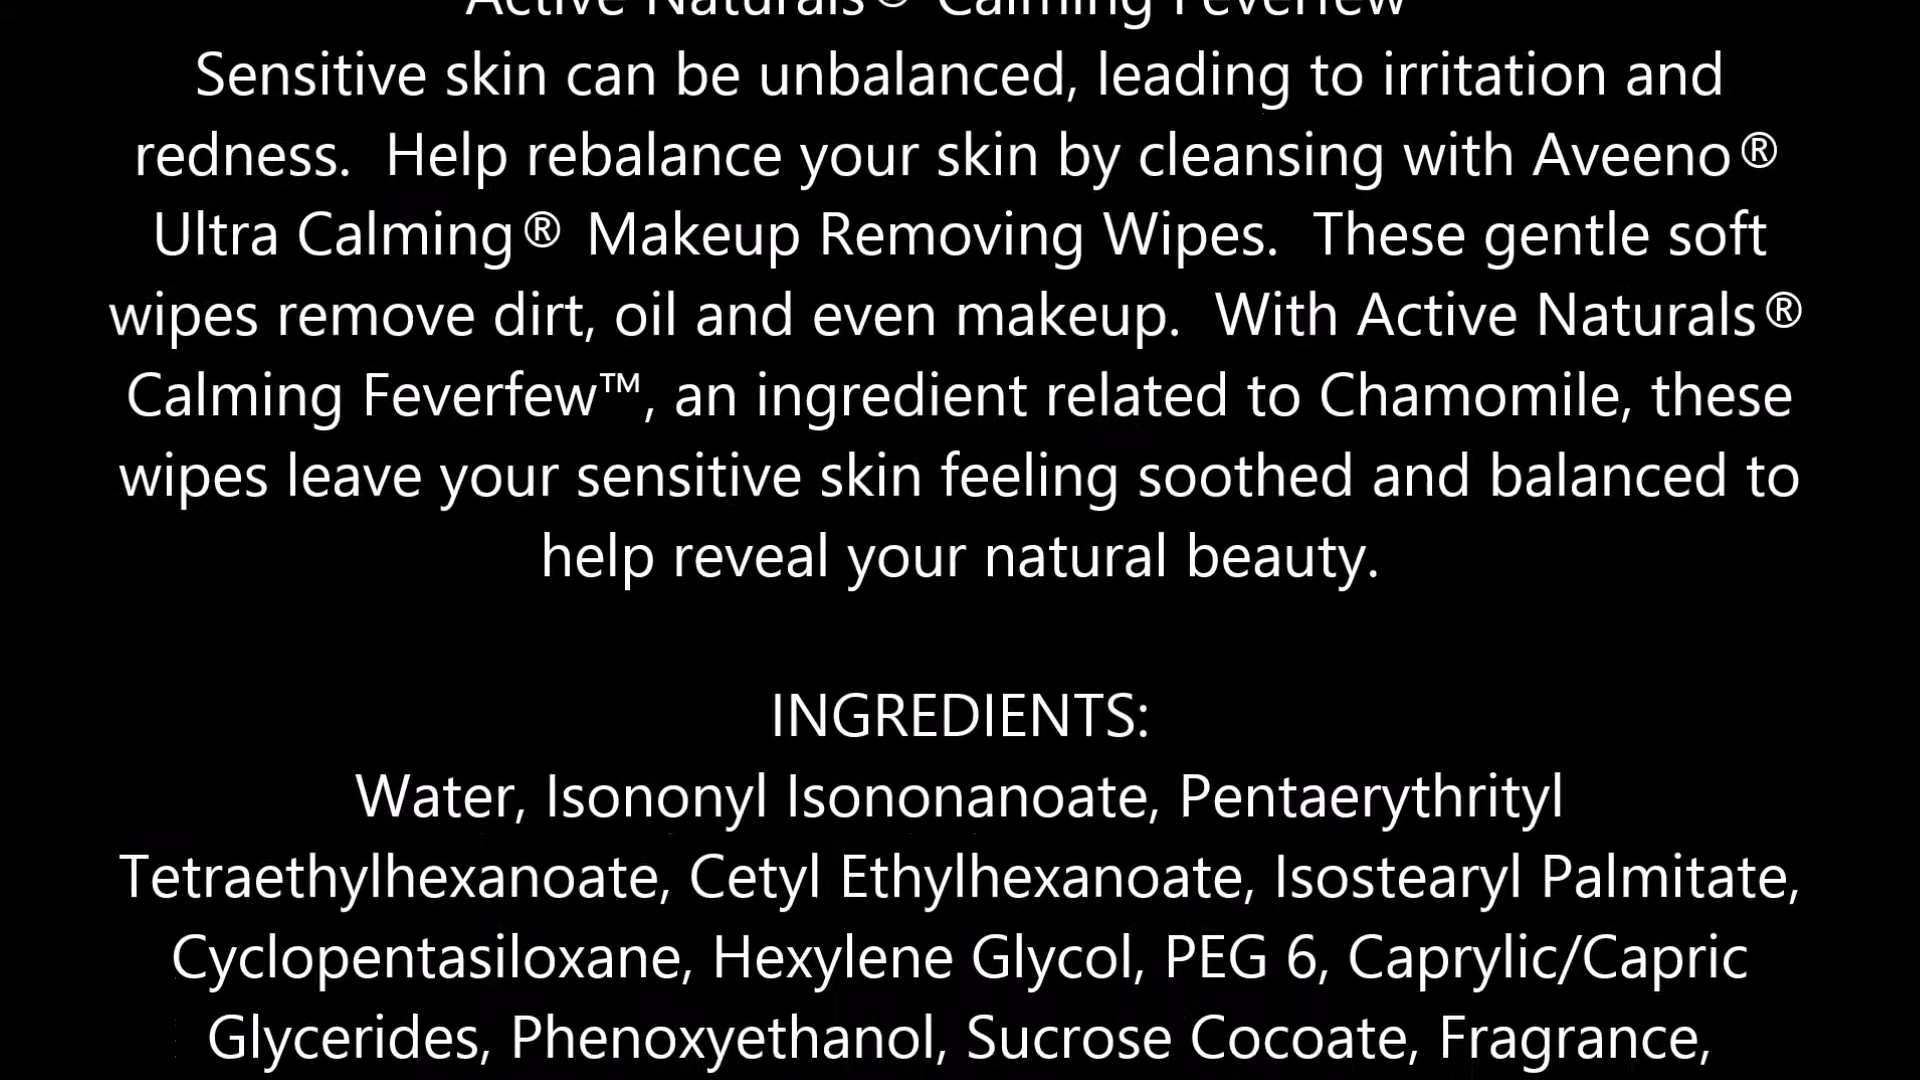 Active Naturals® Calming Feverfew
Sensitive skin can be unbalanced, leading to irritation and
redness.  Help rebalance your skin by cleansing with Aveeno®
Ultra Calming® Makeup Removing Wipes.  These gentle soft
wipes remove dirt, oil and even makeup.  With Active Naturals®
Calming Feverfew™, an ingredient related to Chamomile, these
wipes leave your sensitive skin feeling soothed and balanced to
help reveal your natural beauty.
INGREDIENTS:
Water, Isononyl Isononanoate, Pentaerythrityl
Tetraethylhexanoate, Cetyl Ethylhexanoate, Isostearyl Palmitate,
Cyclopentasiloxane, Hexylene Glycol, PEG 6, Caprylic/Capric
Glycerides, Phenoxyethanol, Sucrose Cocoate, Fragrance,